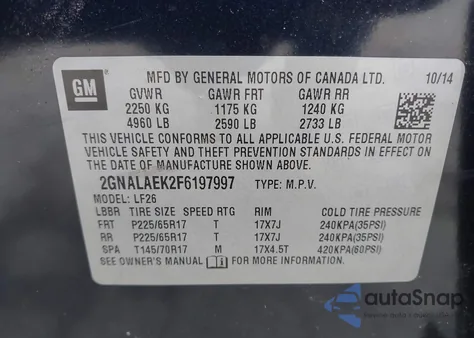 GM
MFD BY GENERAL MOTORS OF CANADA LTD. 10/14
GVWR GAWR FRT GAWR RR
2250 KG 1175 KG 1240 KG
4960 LB 2590 LB 2733 LB
THIS VEHICLE CONFORMS TO ALL APPLICABLE U.S. FEDERAL MOTOR
VEHICLE SAFETY AND THEFT PREVENTION STANDARDS IN EFFECT ON
THE DATE OF MANUFACTURE SHOWN ABOVE.
2GNALAEK2F6197997 TYPE: M.P.V.
MODEL: LF26
LBBR TIRE SIZE SPEED RTG RIM COLD TIRE PRESSURE
FRT P225/65R17 T 17X7J 240KPA(35PSI)
RR P225/65R17 T 17X7J 240KPA(35PSI)
SPA T145/70R17 M 17X4.5T 420KPA(60PSI)
SEE OWNER'S MANUAL FOR MORE INFORMATION.
autoSnap